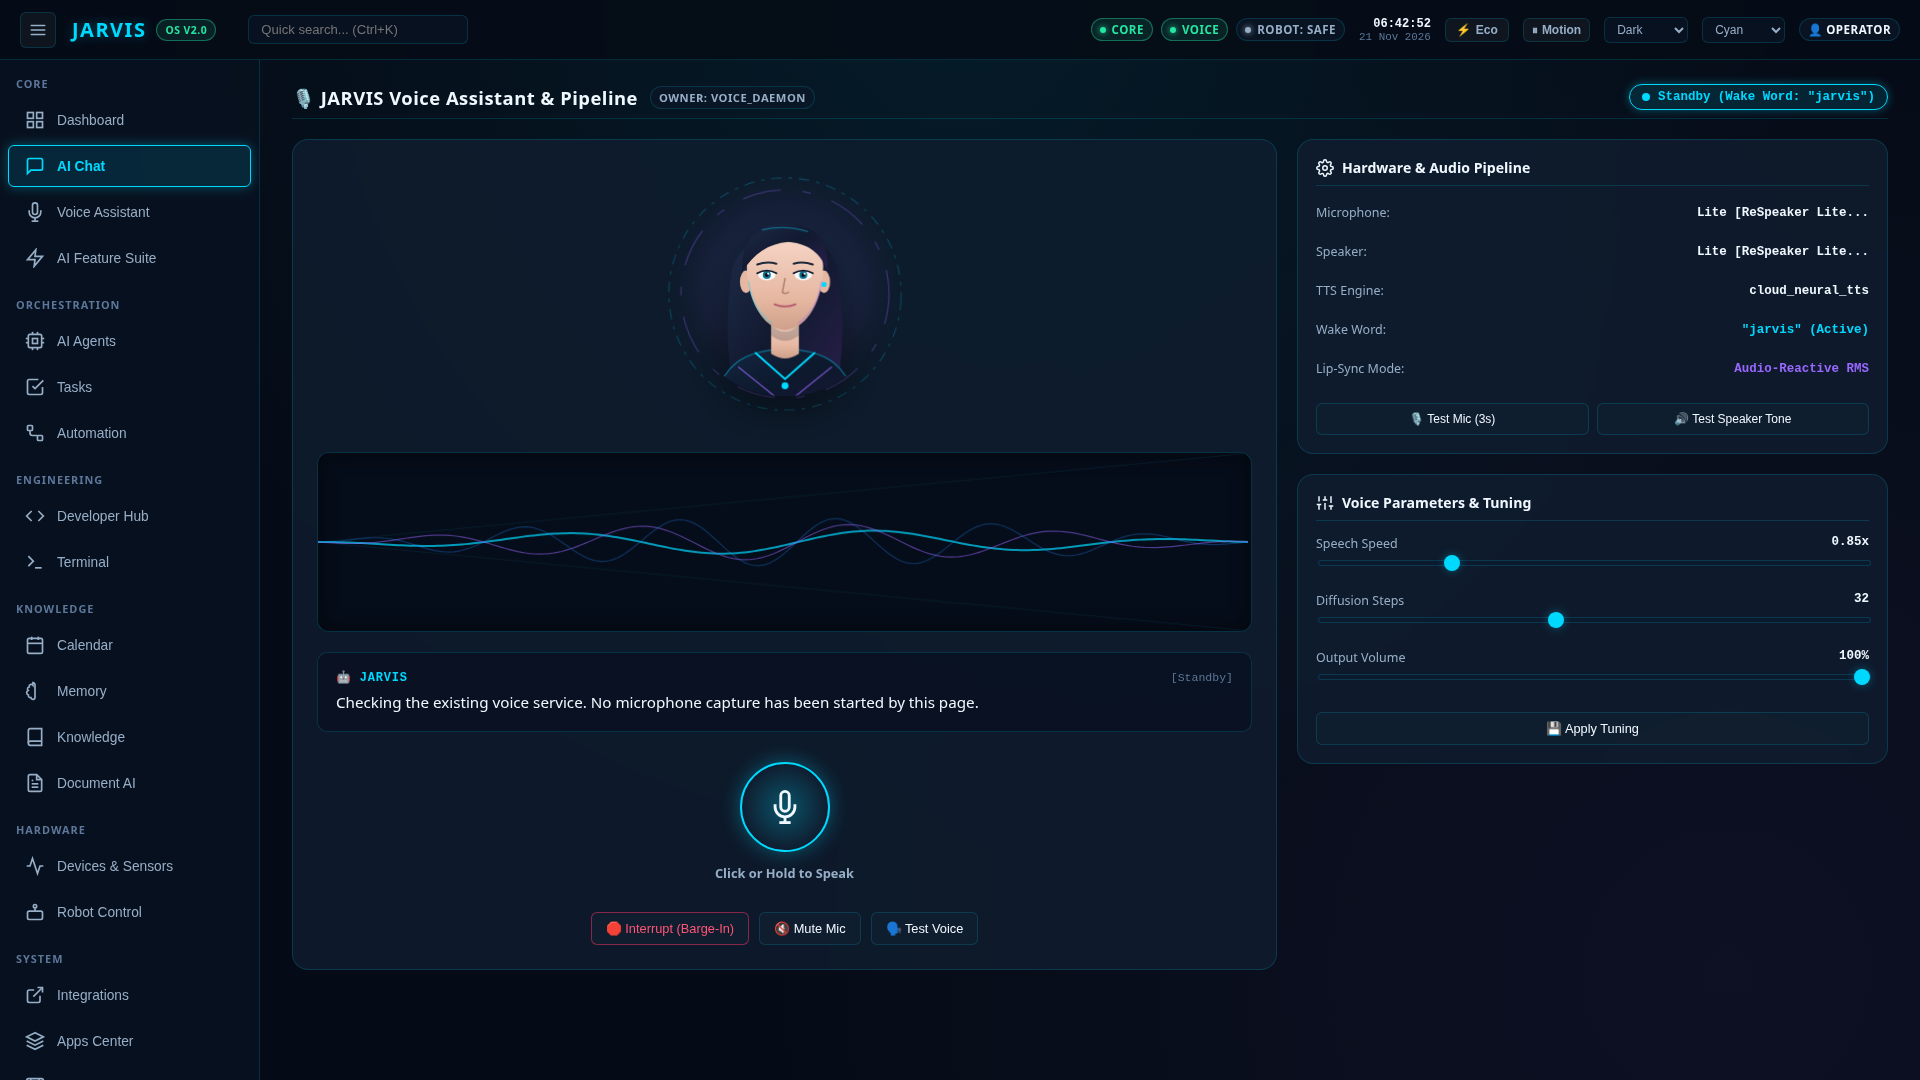 JARVIS
OS V2.0
Quick search... (Ctrl+K)
CORE
VOICE
ROBOT: SAFE
06:42:52
21 Nov 2026
⚡ Eco
Motion
Dark
Cyan
👤 OPERATOR
CORE
Dashboard
AI Chat
Voice Assistant
AI Feature Suite
ORCHESTRATION
AI Agents
Tasks
Automation
ENGINEERING
Developer Hub
Terminal
KNOWLEDGE
Calendar
Memory
Knowledge
Document AI
HARDWARE
Devices & Sensors
Robot Control
SYSTEM
Integrations
Apps Center
🎙️ JARVIS Voice Assistant & Pipeline
OWNER: VOICE_DAEMON
Standby (Wake Word: "jarvis")
🤖 JARVIS
[Standby]
Checking the existing voice service. No microphone capture has been started by this page.
Click or Hold to Speak
🛑 Interrupt (Barge-In)
🔇 Mute Mic
🗣️ Test Voice
Hardware & Audio Pipeline
Microphone:
Lite [ReSpeaker Lite...
Speaker:
Lite [ReSpeaker Lite...
TTS Engine:
cloud_neural_tts
Wake Word:
"jarvis" (Active)
Lip-Sync Mode:
Audio-Reactive RMS
🎙️ Test Mic (3s)
🔊 Test Speaker Tone
Voice Parameters & Tuning
Speech Speed
0.85x
Diffusion Steps
32
Output Volume
100%
💾 Apply Tuning